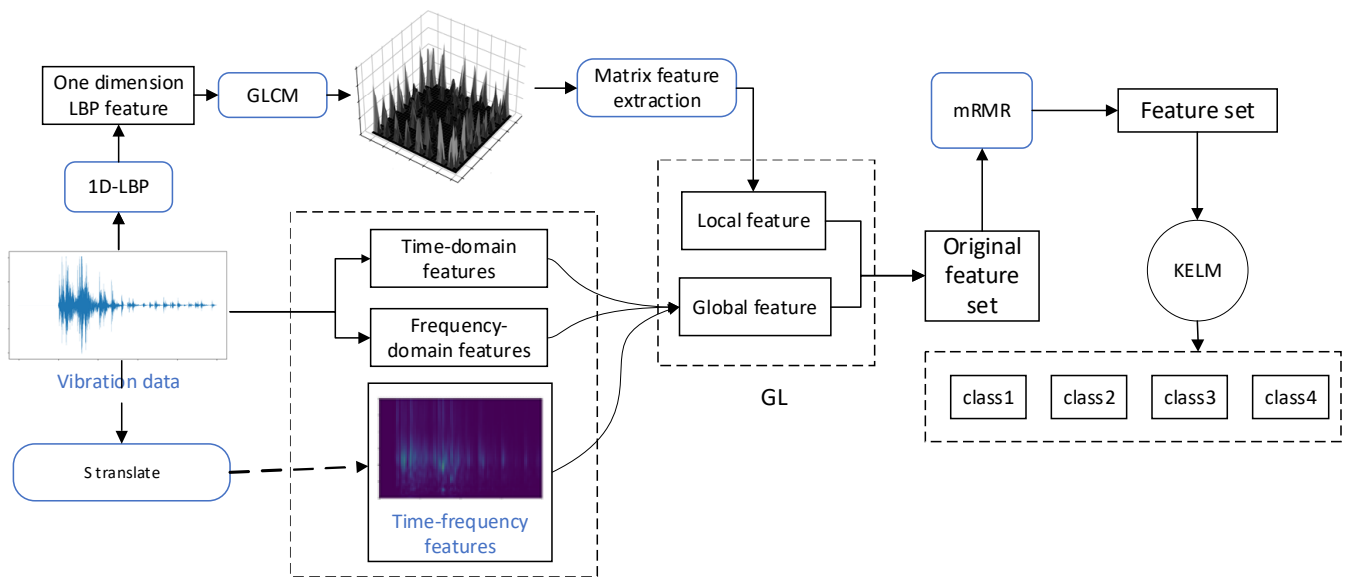 One dimension
LBP feature
GLCM
Matrix feature
extraction
mRMR
Feature set
1D-LBP
Local feature
Time-domain
features
Original
feature
set
KELM
Global feature
Frequency-
domain features
Vibration data
GL
class1
class2
class3
class4
S translate
Time-frequency
features